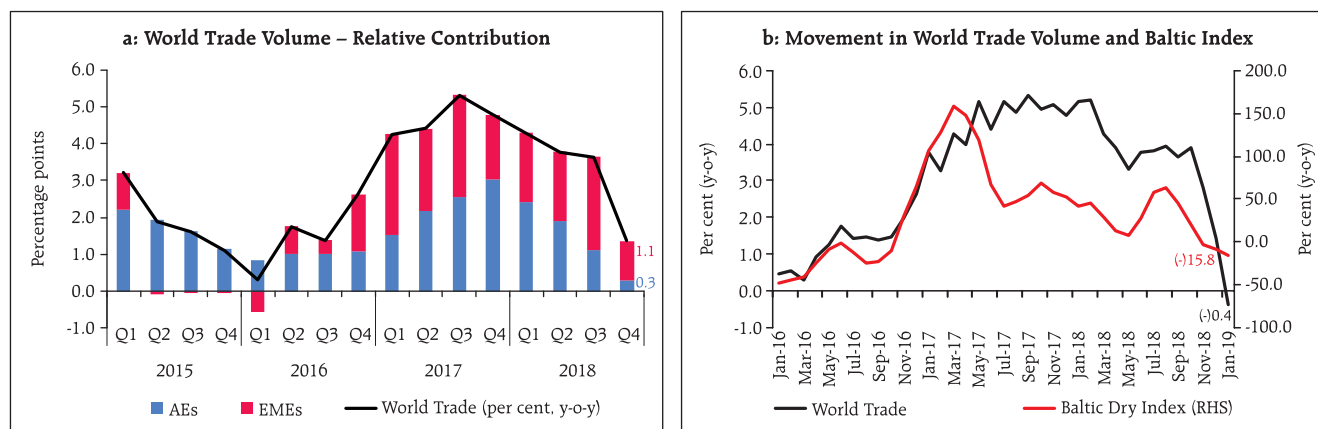 a: World Trade Volume – Relative Contribution
Percentage points
6.0
5.0
4.0
3.0
2.0
1.0
0.0
-1.0
1.1
0.3
Q1 Q2 Q3 Q4 Q1 Q2 Q3 Q4 Q1 Q2 Q3 Q4 Q1 Q2 Q3 Q4
2015 2016 2017 2018
AEs EMEs World Trade (per cent, y-o-y)
b: Movement in World Trade Volume and Baltic Index
Per cent (y-o-y)
6.0
5.0
4.0
3.0
2.0
1.0
0.0
-1.0
200.0
150.0
100.0
50.0
0.0
-50.0
-100.0
Per cent (y-o-y)
(-)15.8
(-)0.4
Jan-16
Mar-16
May-16
Jul-16
Sep-16
Nov-16
Jan-17
Mar-17
May-17
Jul-17
Sep-17
Nov-17
Jan-18
Mar-18
May-18
Jul-18
Sep-18
Nov-18
Jan-19
World Trade Baltic Dry Index (RHS)